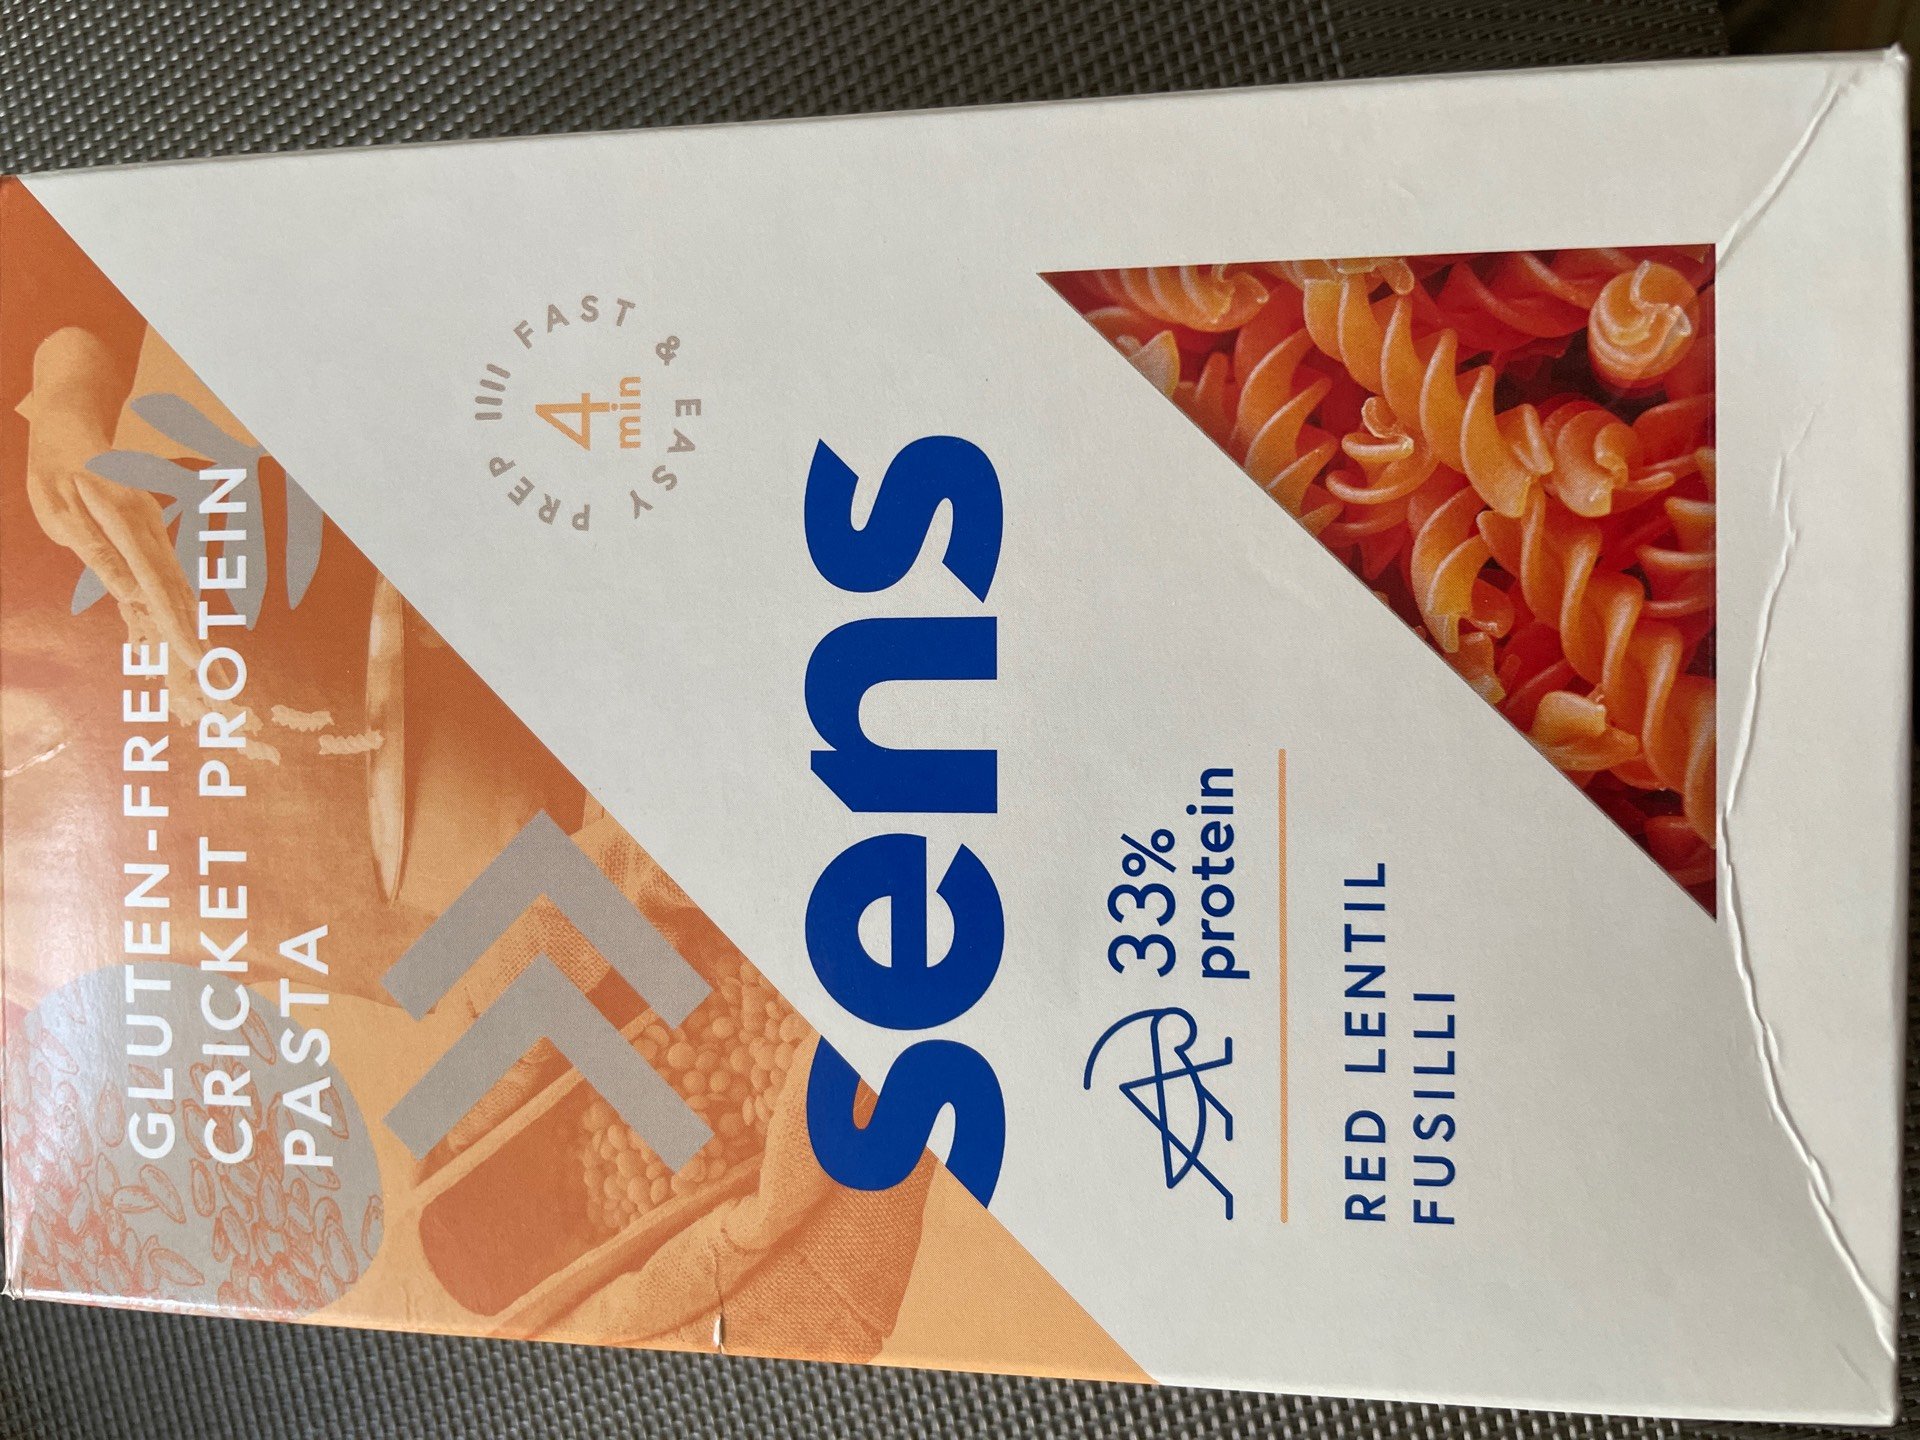 GLUTEN-FREE
CRICKET PROTEIN
PASTA
FAST & EASY PREP
4
min
sens
33%
protein
RED LENTIL
FUSILLI